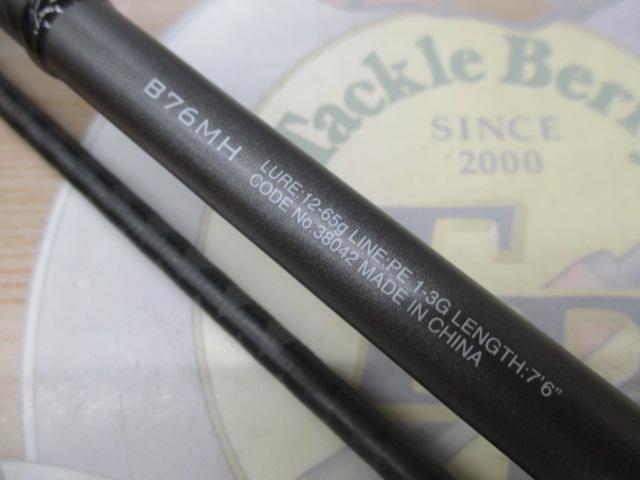 B76MH
LURE:12-65g LINE:PE 1-3G LENGTH:7'6"
CODE No.38042 MADE IN CHINA
Tackle Berr
SINCE
2000